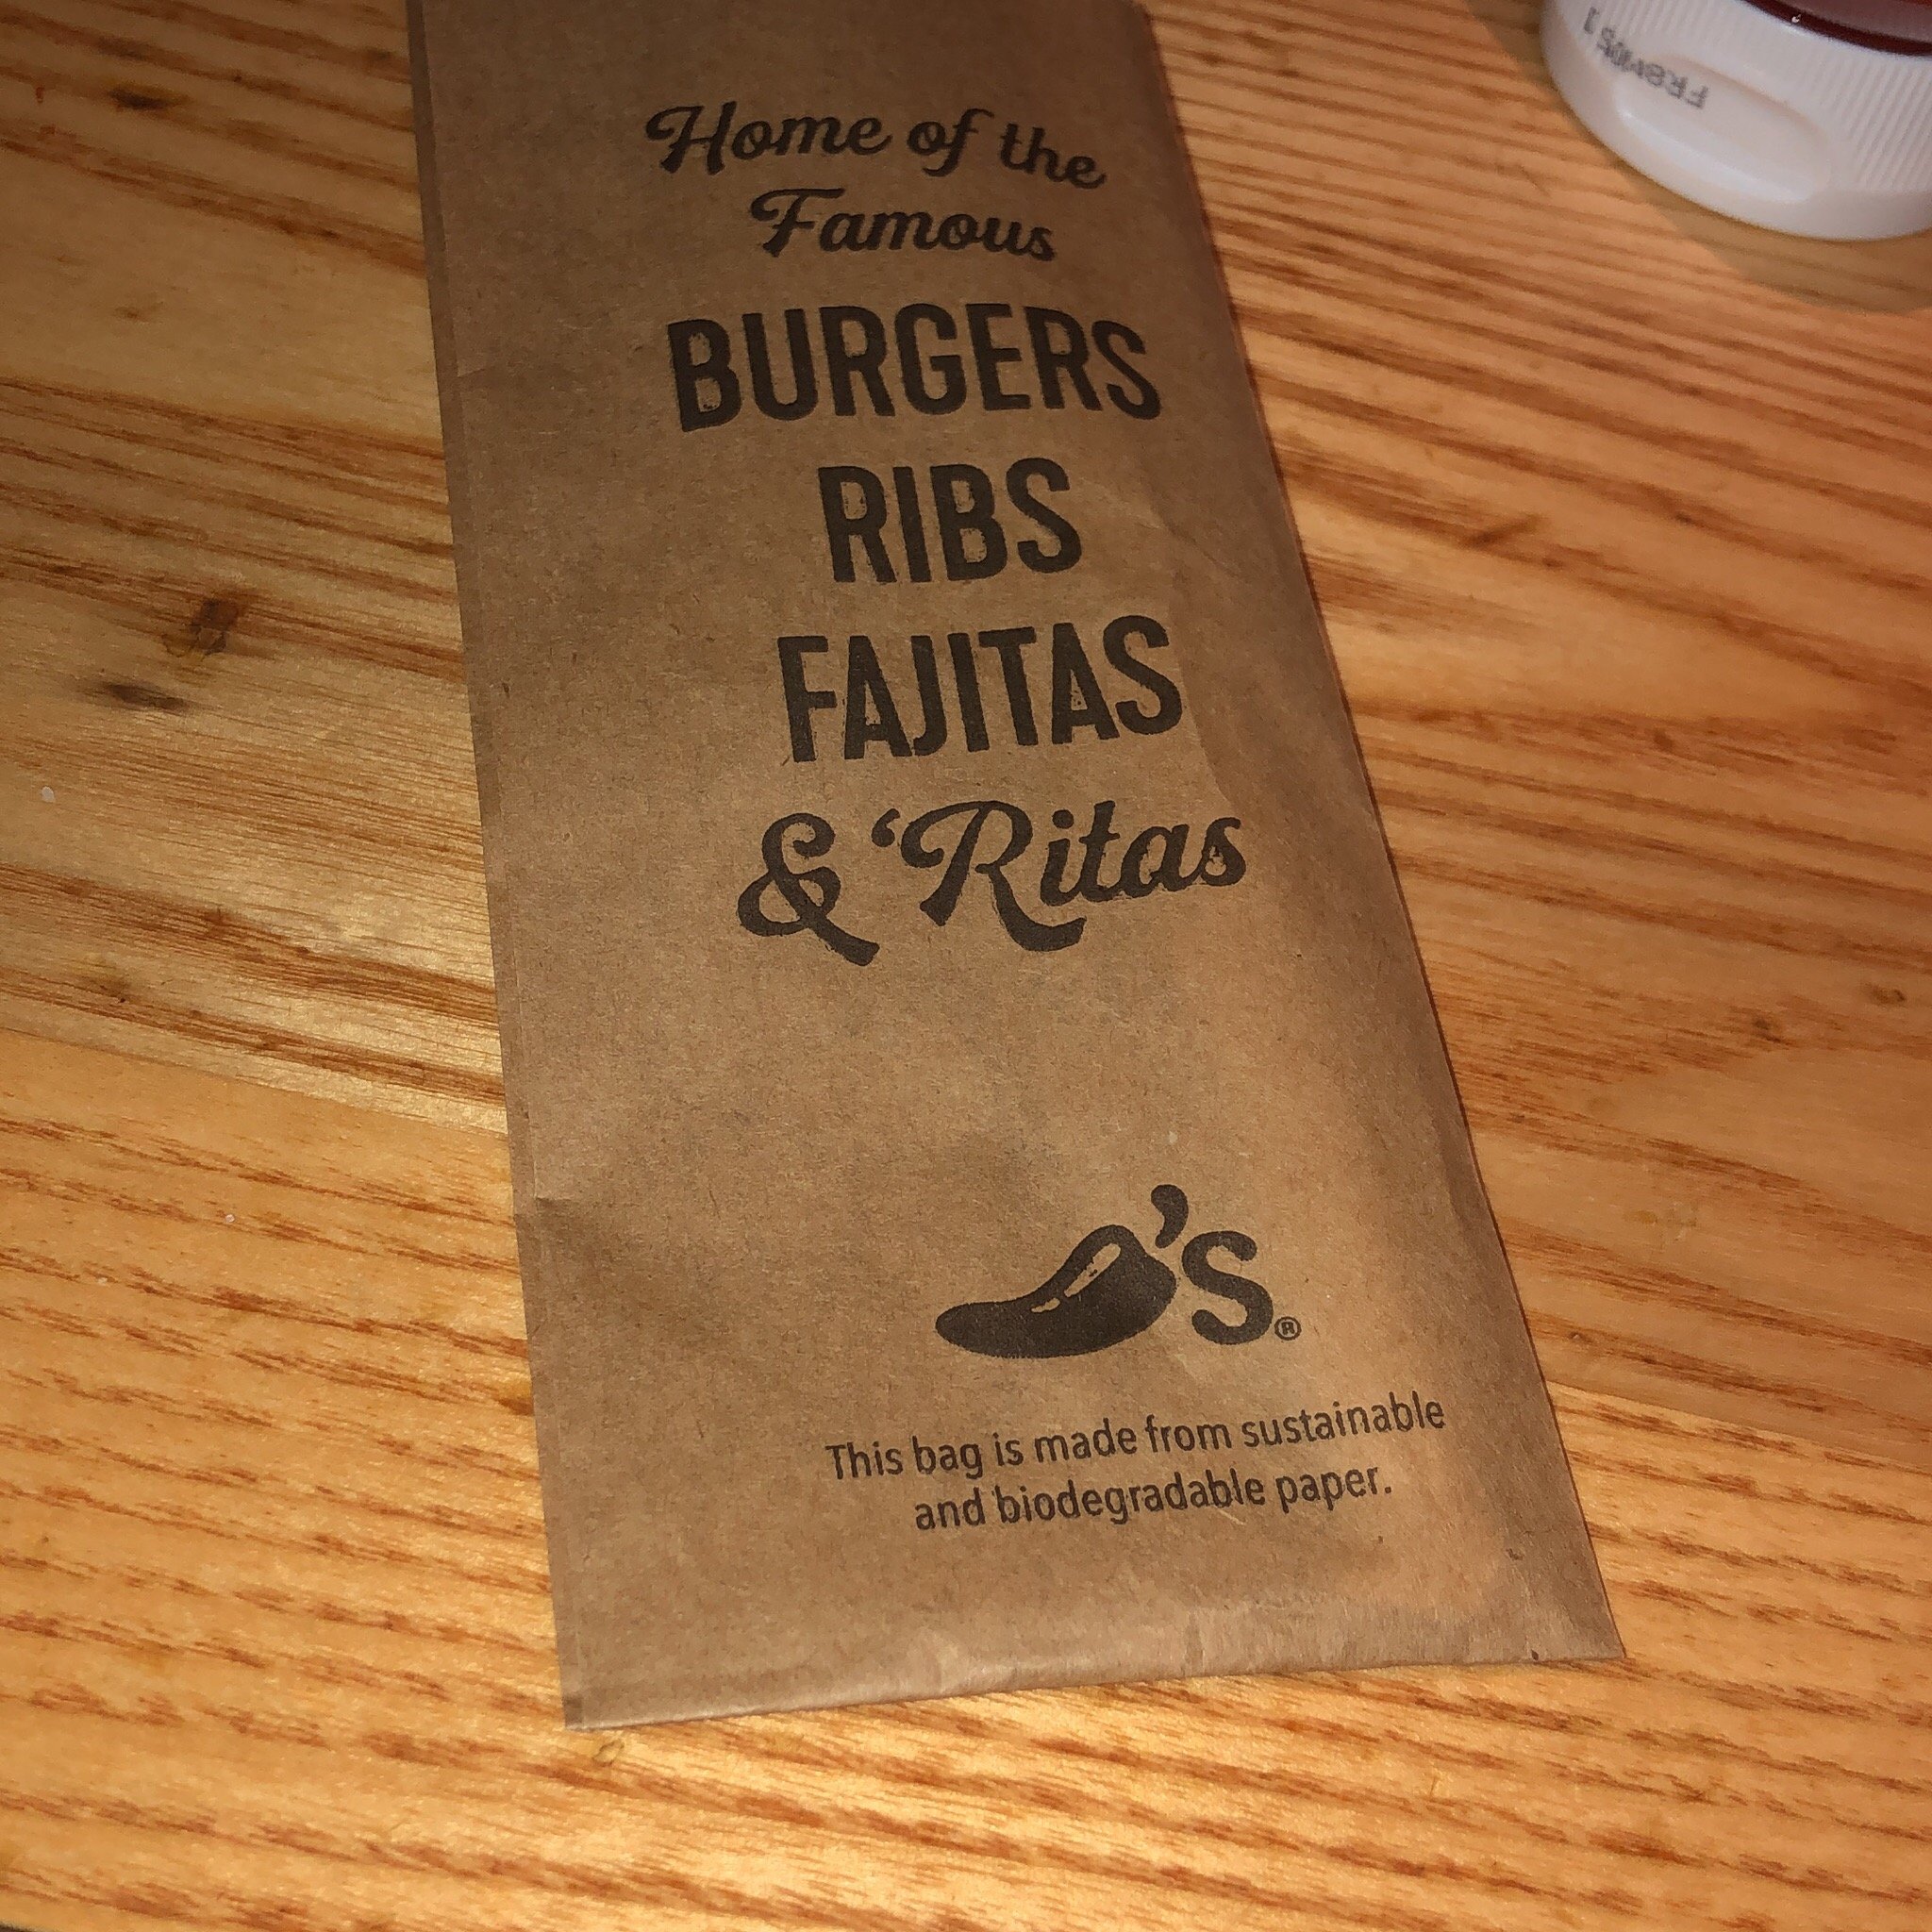 Home of the
Famous
BURGERS
RIBS
FAJITAS
& ‘Ritas
’S®
This bag is made from sustainable
and biodegradable paper.